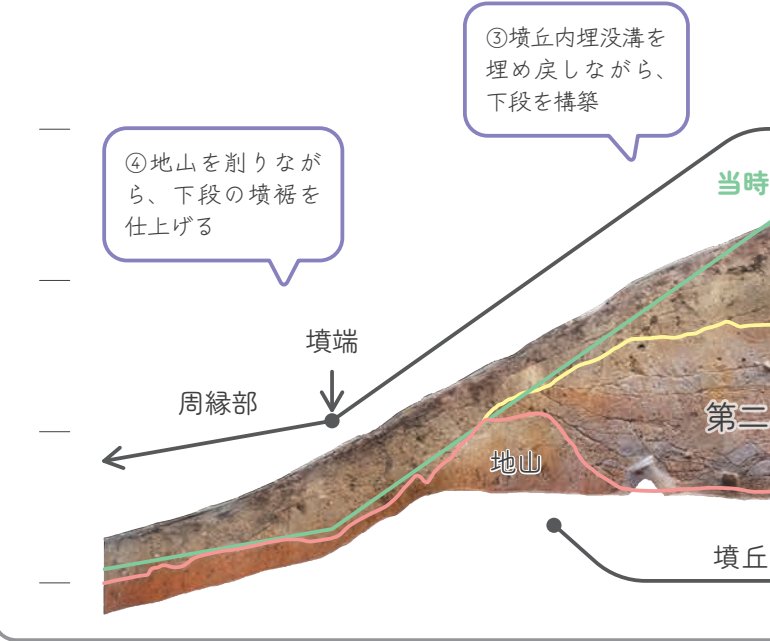 ③墳丘内埋没溝を
埋め戻しながら、
下段を構築
④地山を削りなが
ら、下段の墳裾を
仕上げる
当時
墳端
周縁部
第二
地山
墳丘